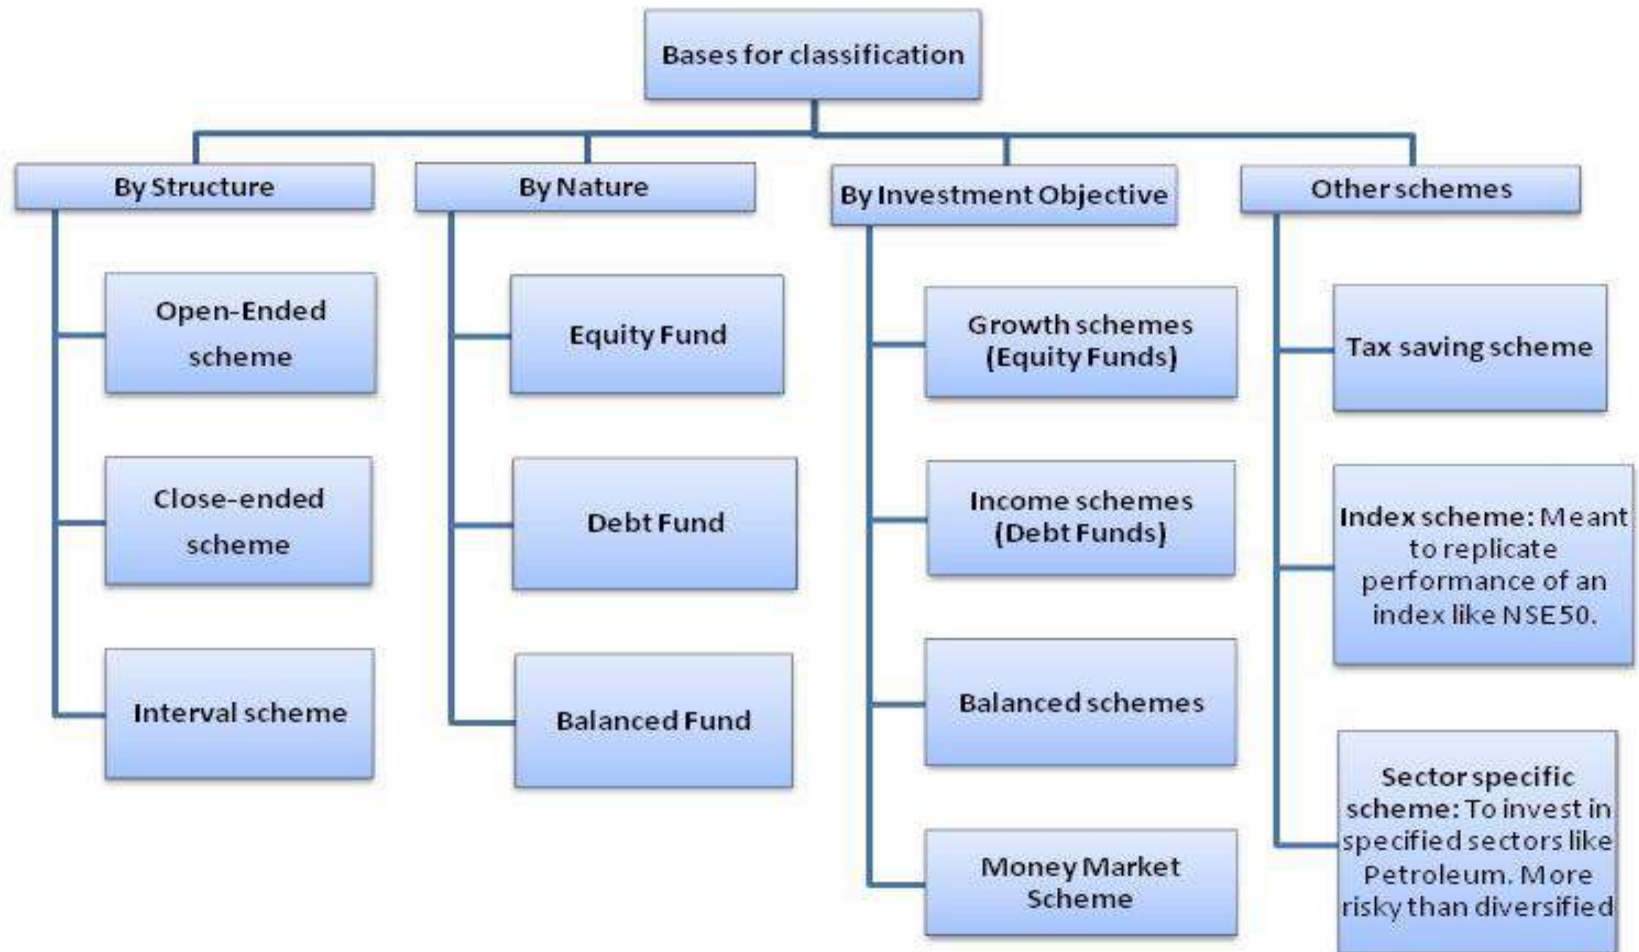 Bases for classification
By Structure
Open-Ended
scheme
Close-ended
scheme
Interval scheme
By Nature
Equity Fund
Debt Fund
Balanced Fund
By Investment Objective
Growth schemes
(Equity Funds)
Income schemes
(Debt Funds)
Balanced schemes
Money Market
Scheme
Other schemes
Tax saving scheme
Index scheme: Meant
to replicate
performance of an
index like NSE50.
Sector specific
scheme: To invest in
specified sectors like
Petroleum. More
risky than diversified